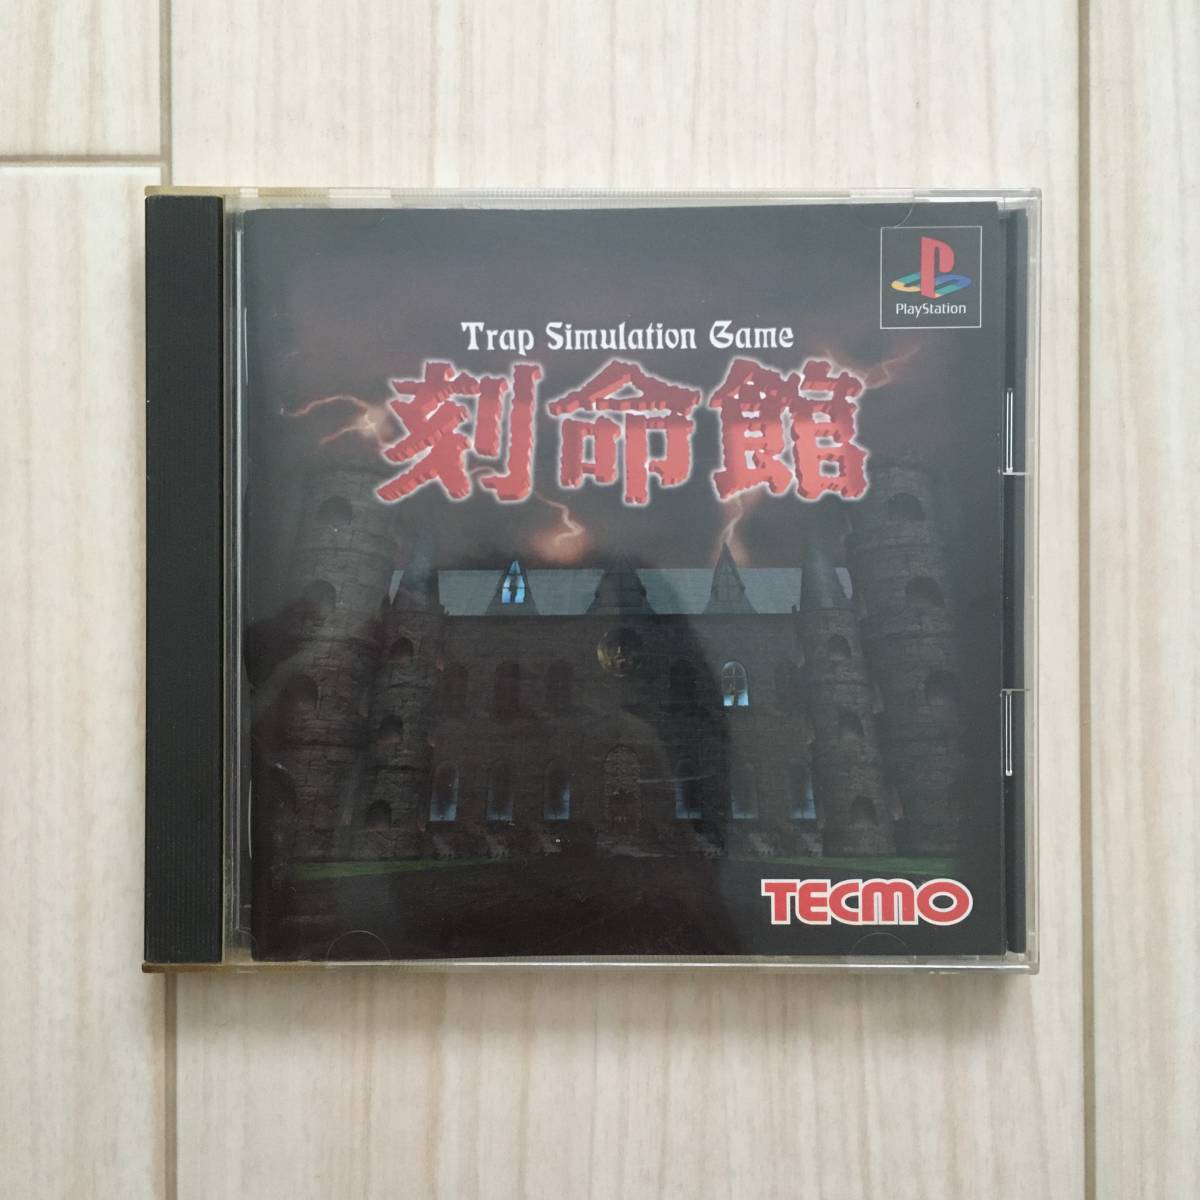 PlayStation
Trap Simulation Game
刻命館
TECMO